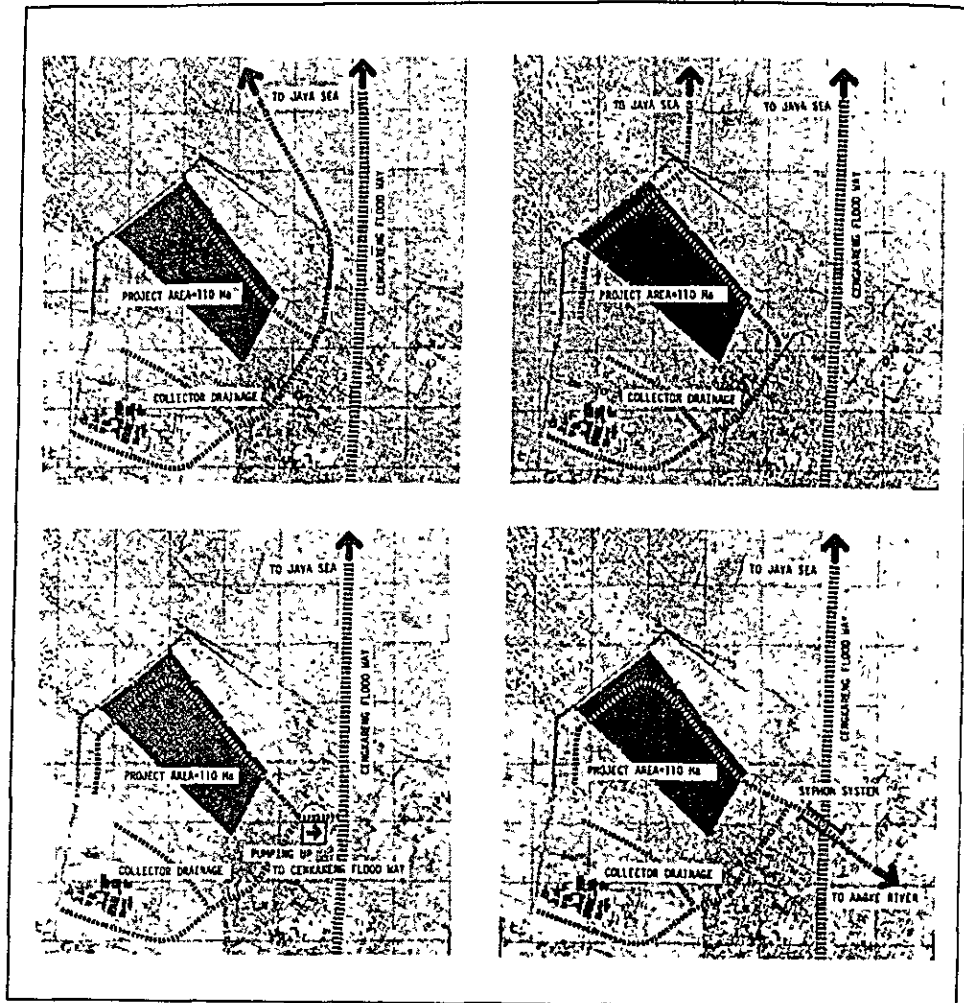 TO JAVA SEA
CENGKARENG FLOOD WAY
PROJECT AREA=110 Ha
COLLECTOR DRAINAGE
TO JAVA SEA
TO JAVA SEA
CENGKARENG FLOOD WAY
PROJECT AREA=110 Ha
COLLECTOR DRAINAGE
TO JAVA SEA
CENGKARENG FLOOD WAY
PROJECT AREA=110 Ha
PUMPING UP
TO CENGKARENG FLOOD WAY
COLLECTOR DRAINAGE
TO JAVA SEA
CENGKARENG FLOOD WAY
PROJECT AREA=110 Ha
SYPHON SYSTEM
COLLECTOR DRAINAGE
TO ANGKE RIVER